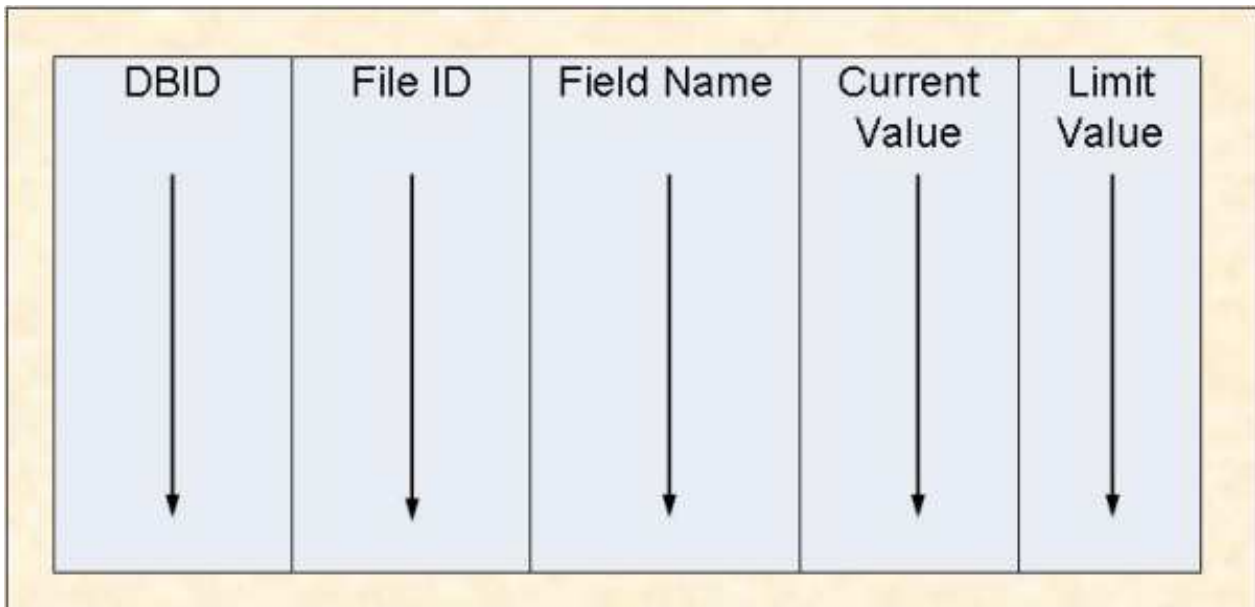 DBID
File ID
Field Name
Current
Value
Limit
Value